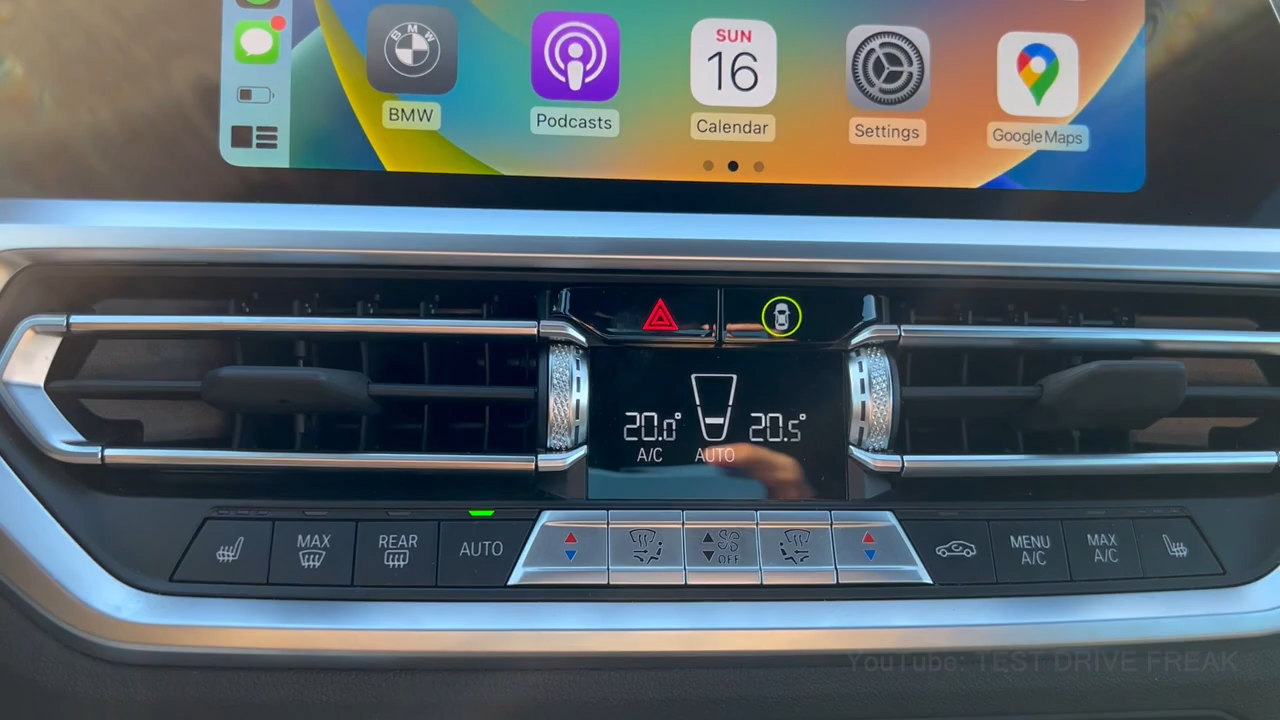 BMW
BMW
Podcasts
SUN
16
Calendar
Settings
Google Maps
20.0°
20.5°
A/C
AUTO
MAX
REAR
AUTO
OFF
MENU
A/C
MAX
A/C
YouTube: TEST DRIVE FREAK